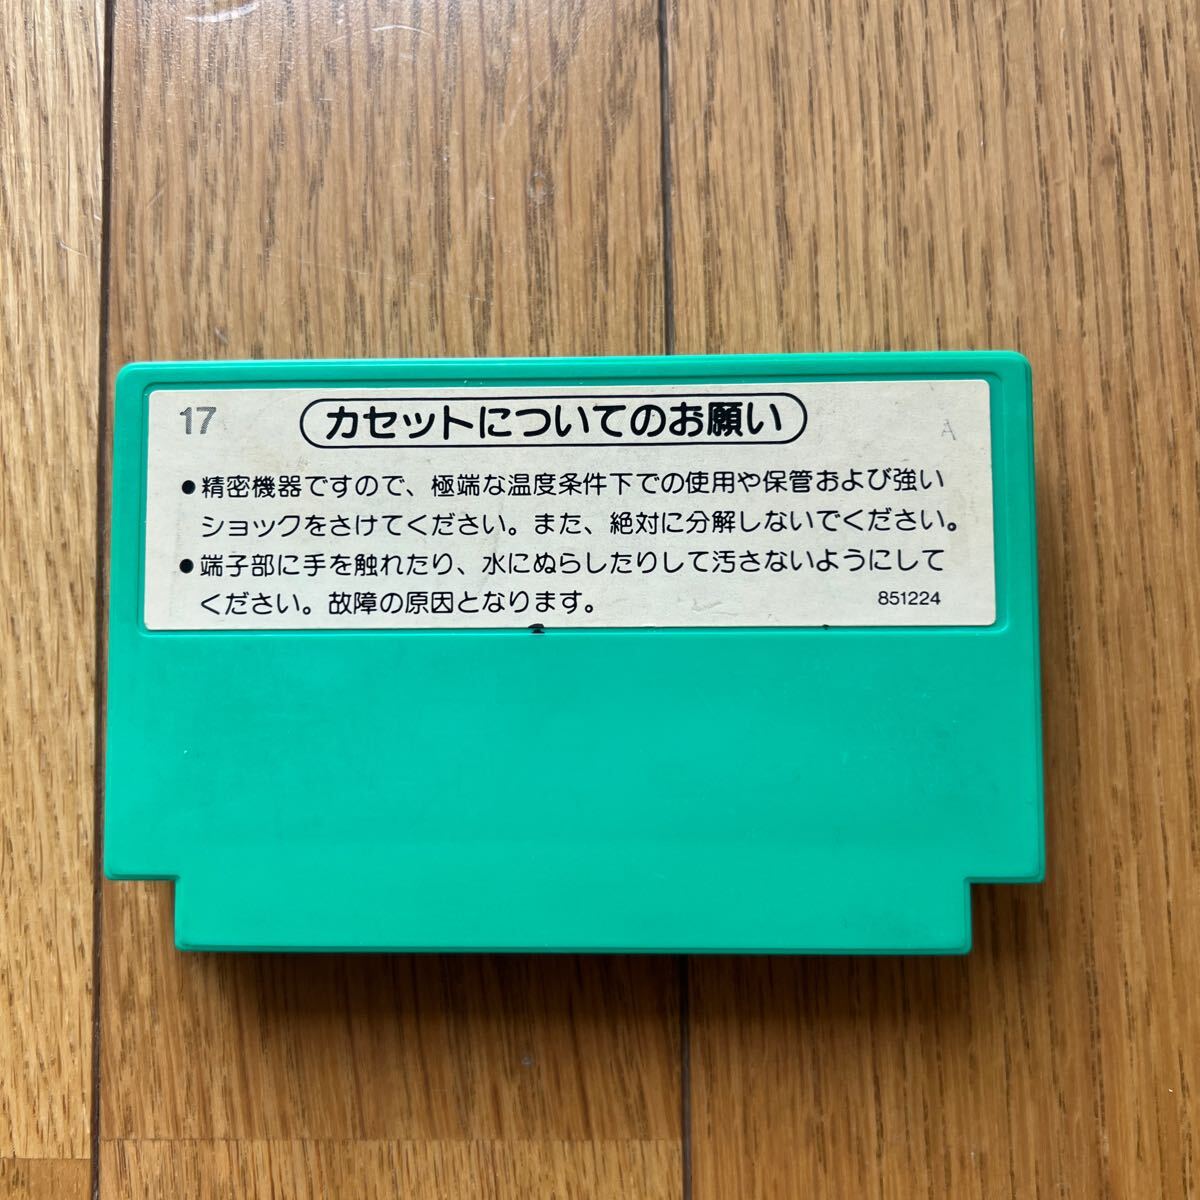 17
カセットについてのお願い
A
●精密機器ですので、極端な温度条件下での使用や保管および強い
ショックをさけてください。また、絶対に分解しないでください。
●端子部に手を触れたり、水にぬらしたりして汚さないようにして
ください。故障の原因となります。
851224